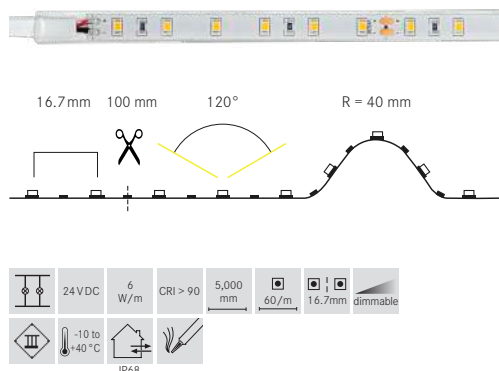 16.7 mm 100 mm 120° R = 40 mm
24 V DC
6
W/m
CRI > 90
5,000
mm
60/m
16.7mm
dimmable
III
-10 to
+40 °C
IP68